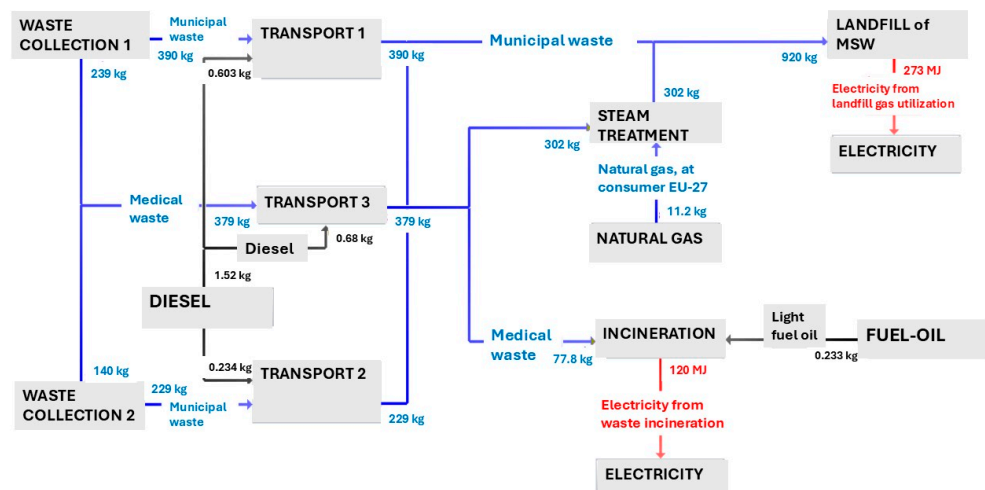 WASTE
COLLECTION 1
Municipal
waste
390 kg
239 kg
TRANSPORT 1
0.603 kg
390 kg
Municipal waste
920 kg
LANDFILL of
MSW
273 MJ
Electricity from
landfill gas utilization
ELECTRICITY
302 kg
STEAM
TREATMENT
302 kg
Natural gas, at
consumer EU-27
11.2 kg
NATURAL GAS
Medical
waste
379 kg
TRANSPORT 3
379 kg
Diesel
0.68 kg
1.52 kg
DIESEL
0.234 kg
TRANSPORT 2
229 kg
140 kg
WASTE
COLLECTION 2
229 kg
Municipal
waste
Medical
waste
77.8 kg
INCINERATION
Light
fuel oil
0.233 kg
FUEL-OIL
120 MJ
Electricity from
waste incineration
ELECTRICITY